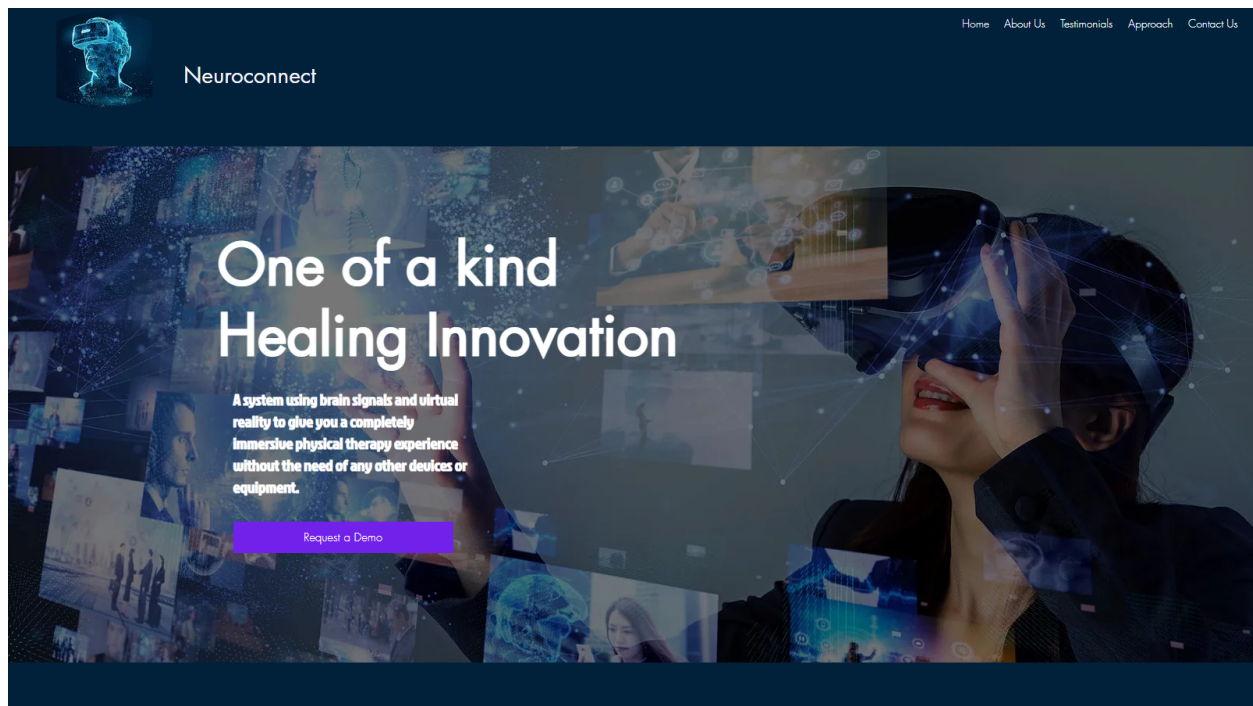 Home About Us Testimonials Approach Contact Us
Neuroconnect
One of a kind
Healing Innovation
A system using brain signals and virtual
reality to give you a completely
immersive physical therapy experience
without the need of any other devices or
equipment.
Request a Demo